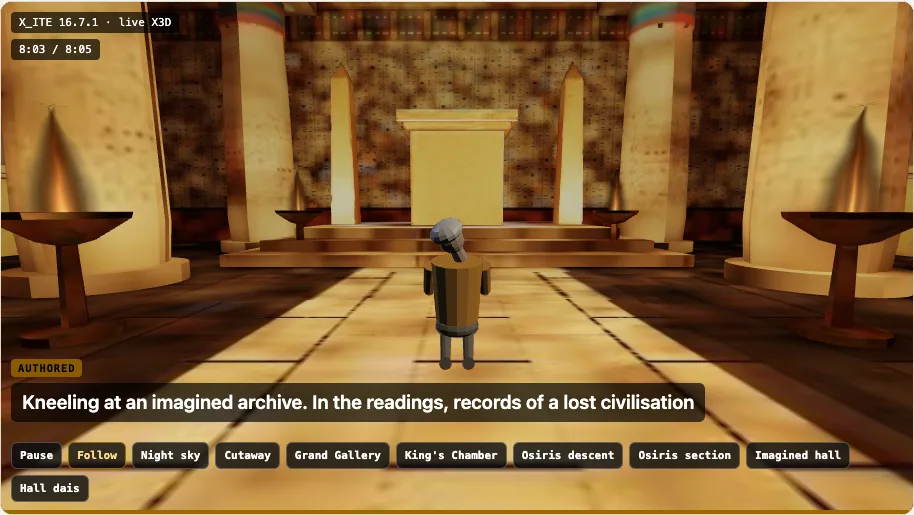 X_ITE 16.7.1 · live X3D
8:03 / 8:05
AUTHORED
Kneeling at an imagined archive. In the readings, records of a lost civilisation
Pause Follow Night sky Cutaway Grand Gallery King's Chamber Osiris descent Osiris section Imagined hall
Hall dais